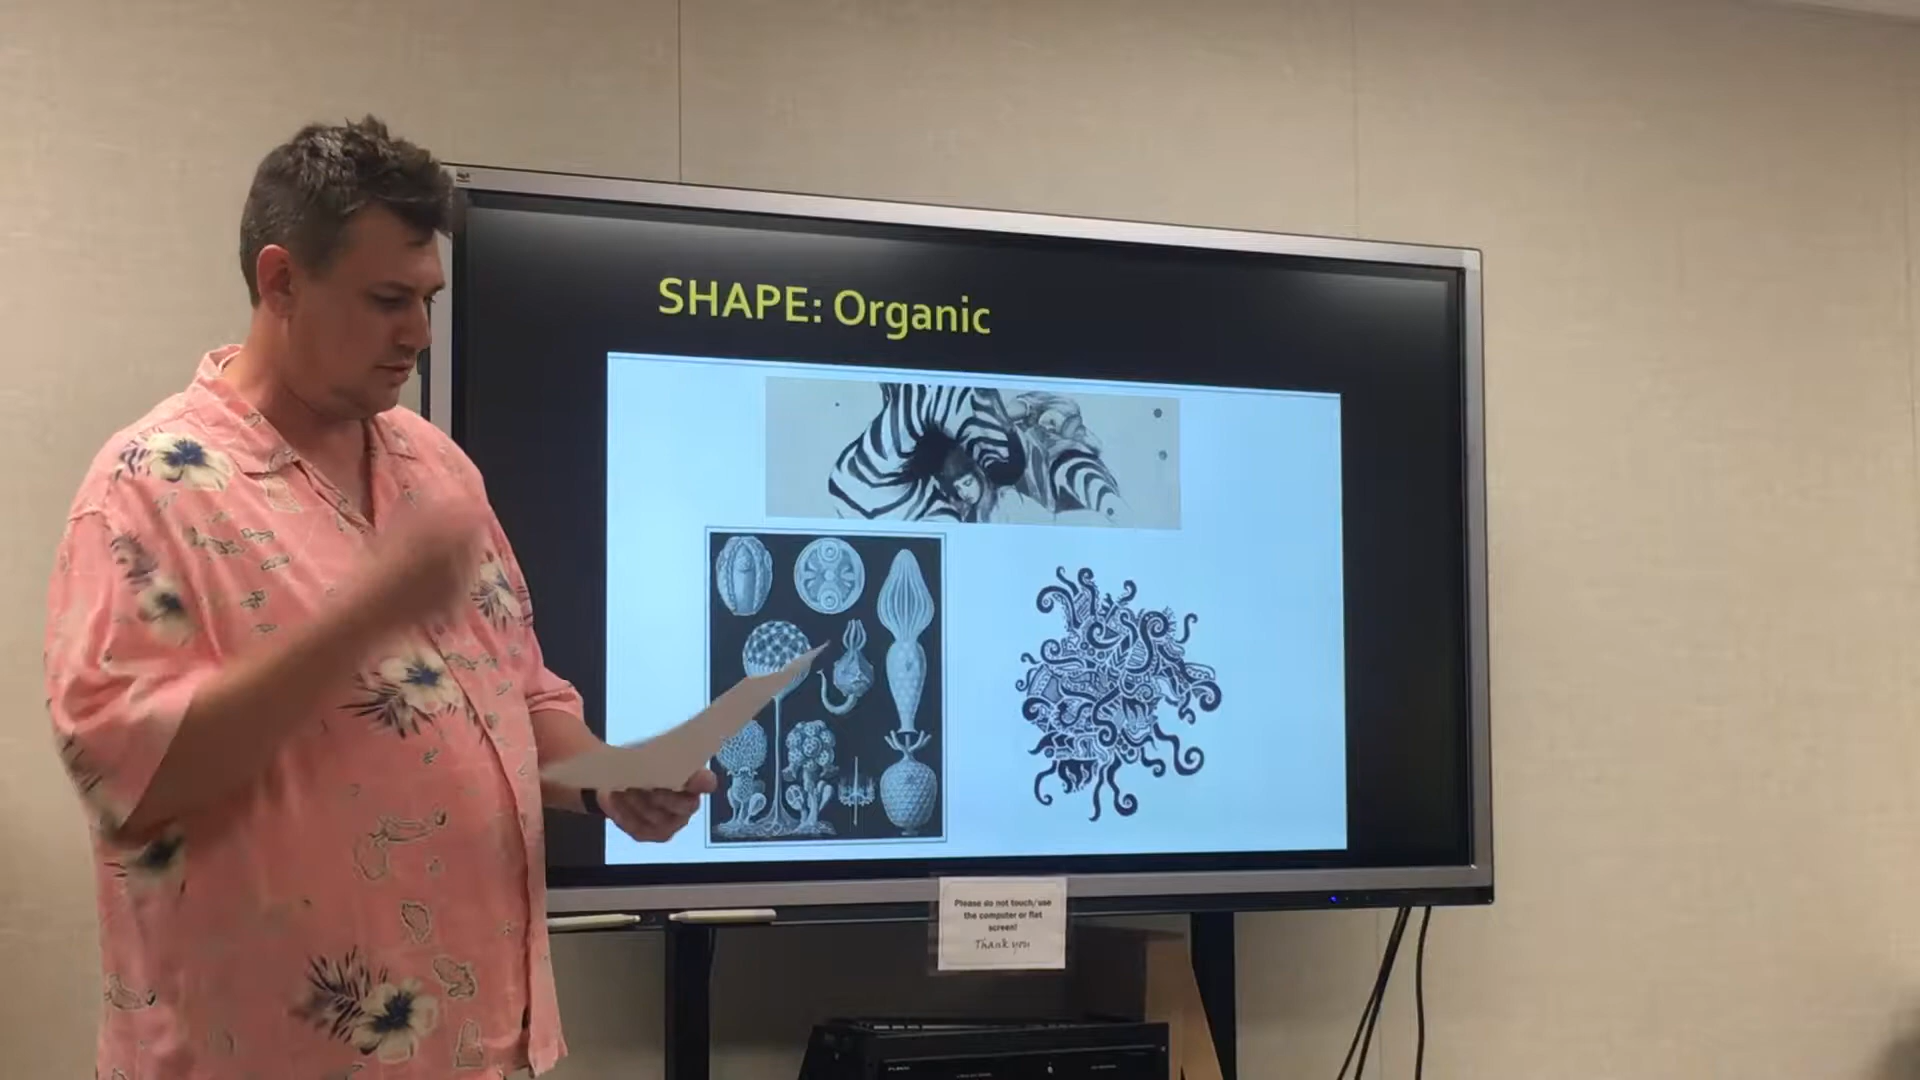 SHAPE: Organic
Please do not touch/use
the computer or flat
screen!
Thank you